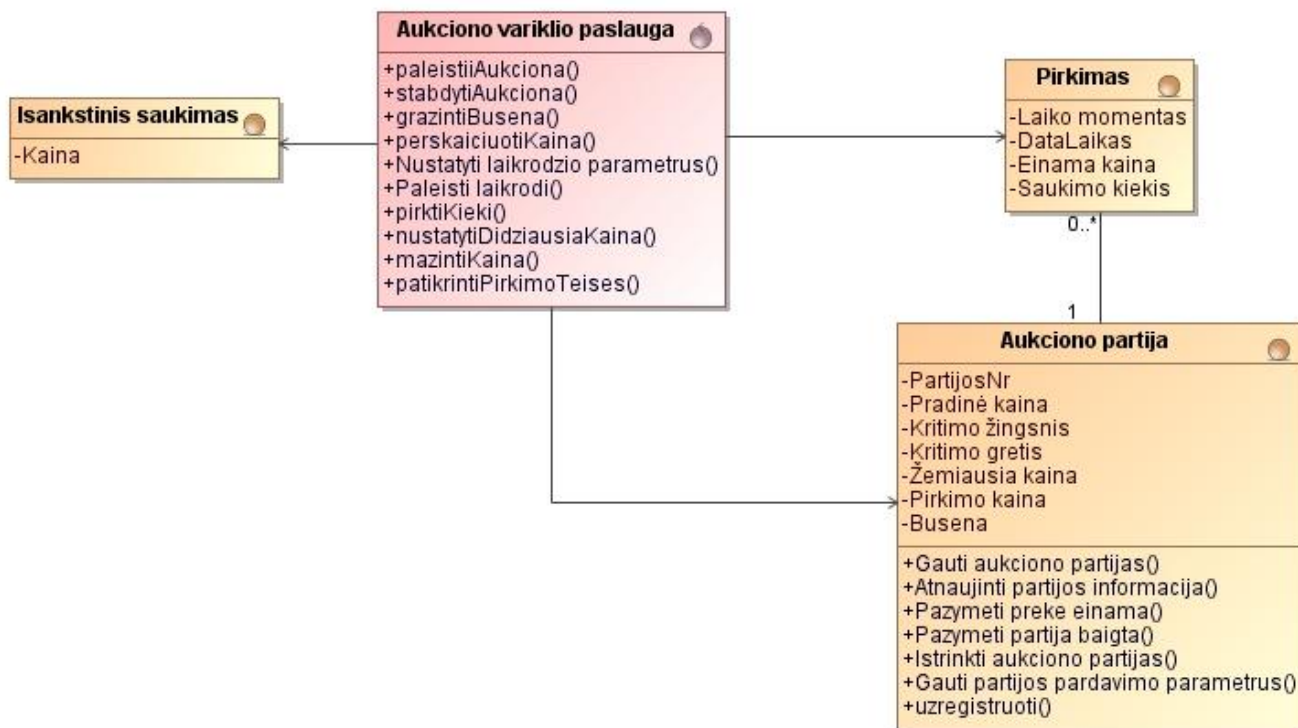 Aukciono variklio paslauga
+paleistiiAukciona()
+stabdytiAukciona()
+grazintiBusena()
+perskaiciuotiKaina()
+Nustatyti laikrodzio parametrus()
+Paleisti laikrodi()
+pirktiKieki()
+nustatytiDidziausiaKaina()
+mazintiKaina()
+patikrintiPirkimoTeises()
Isankstinis saukimas
-Kaina
Pirkimas
-Laiko momentas
-DataLaikas
-Einama kaina
-Saukimo kiekis
0..*
1
Aukciono partija
-PartijosNr
-Pradinė kaina
-Kritimo žingsnis
-Kritimo gretis
-Žemiausia kaina
-Pirkimo kaina
-Busena
+Gauti aukciono partijas()
+Atnaujinti partijos informacija()
+Pazymeti preke einama()
+Pazymeti partija baigta()
+Istrinkti aukciono partijas()
+Gauti partijos pardavimo parametrus()
+uzregistruoti()